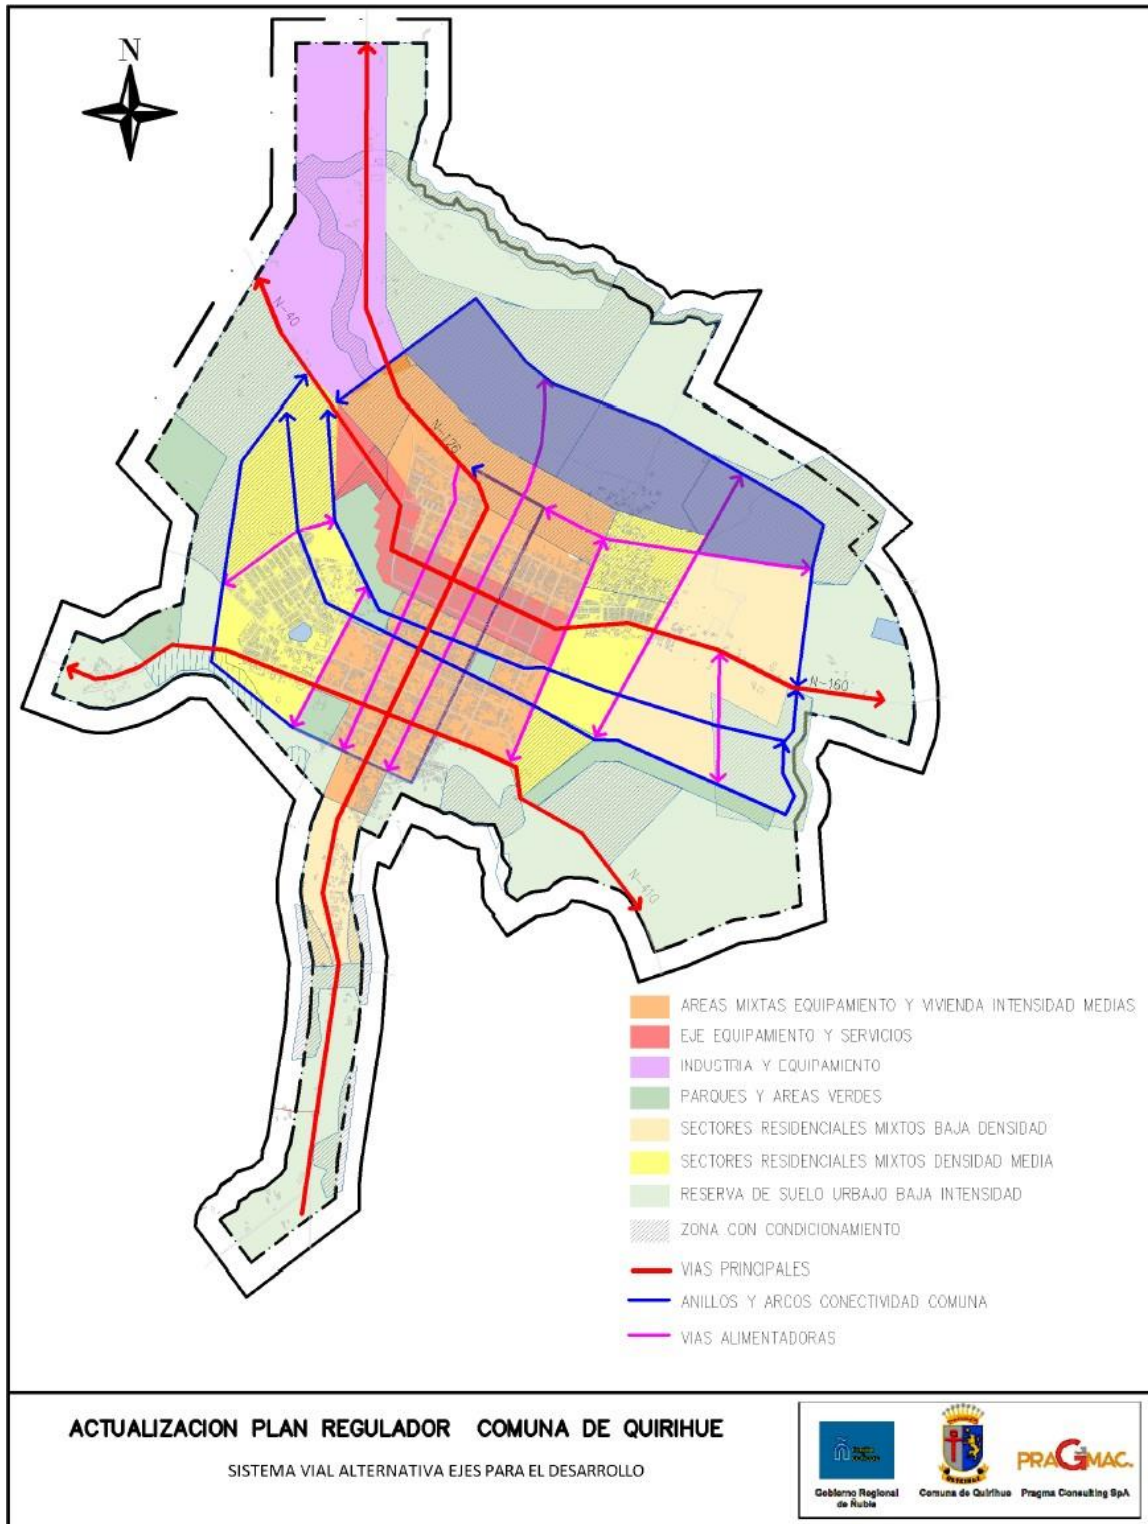 N
N-40
N-126
N-160
N-410
AREAS MIXTAS EQUIPAMIENTO Y VIVIENDA INTENSIDAD MEDIAS
EJE EQUIPAMIENTO Y SERVICIOS
INDUSTRIA Y EQUIPAMIENTO
PARQUES Y AREAS VERDES
SECTORES RESIDENCIALES MIXTOS BAJA DENSIDAD
SECTORES RESIDENCIALES MIXTOS DENSIDAD MEDIA
RESERVA DE SUELO URBAJO BAJA INTENSIDAD
ZONA CON CONDICIONAMIENTO
VIAS PRINCIPALES
ANILLOS Y ARCOS CONECTIVIDAD COMUNA
VIAS ALIMENTADORAS
ACTUALIZACION PLAN REGULADOR COMUNA DE QUIRIHUE
SISTEMA VIAL ALTERNATIVA EJES PARA EL DESARROLLO
QUIRIHUE
PRAGMAC.
Gobierno Regional
de Ñuble
Comuna de Quirihue
Pragma Consulting SpA